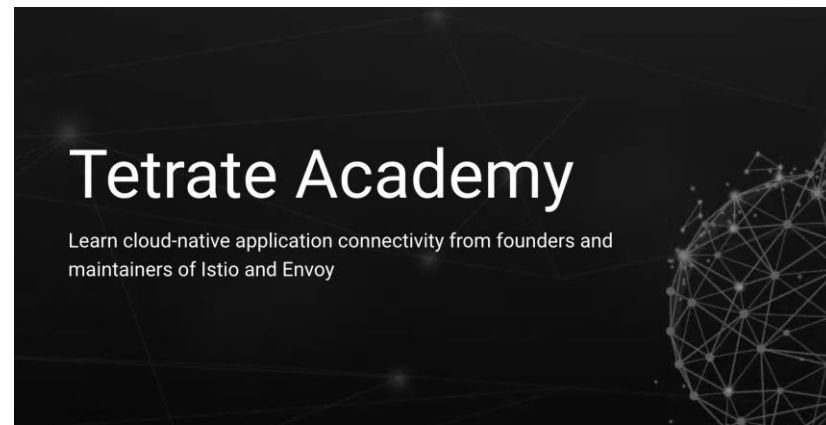 Tetrate Academy
Learn cloud-native application connectivity from founders and
maintainers of Istio and Envoy